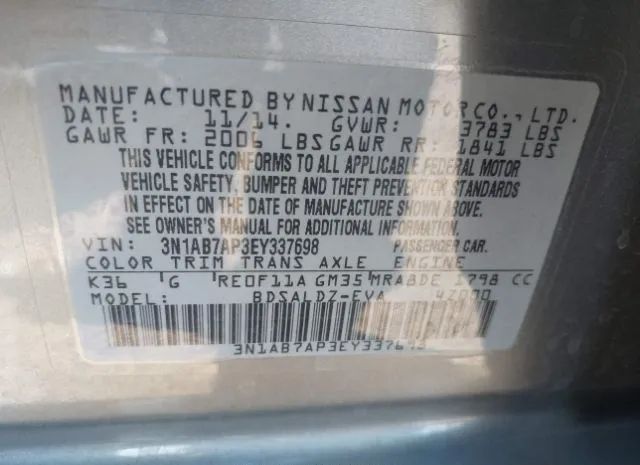 MANUFACTURED BY NISSAN MOTOR CO., LTD.
DATE: 11/14. GVWR: 3783 LBS
GAWR FR: 2006 LBS GAWR RR: 1841 LBS
THIS VEHICLE CONFORMS TO ALL APPLICABLE FEDERAL MOTOR
VEHICLE SAFETY, BUMPER AND THEFT PREVENTION STANDARDS
IN EFFECT ON THE DATE OF MANUFACTURE SHOWN ABOVE.
SEE OWNER'S MANUAL FOR ADDITIONAL INFORMATION.
VIN: 3N1AB7AP3EY337698 PASSENGER CAR.
COLOR TRIM TRANS AXLE ENGINE
K36 G RE0F11A GM35 MRA8DE 1798 CC
MODEL: BDSALDZ-EVA
3N1AB7AP3EY337698